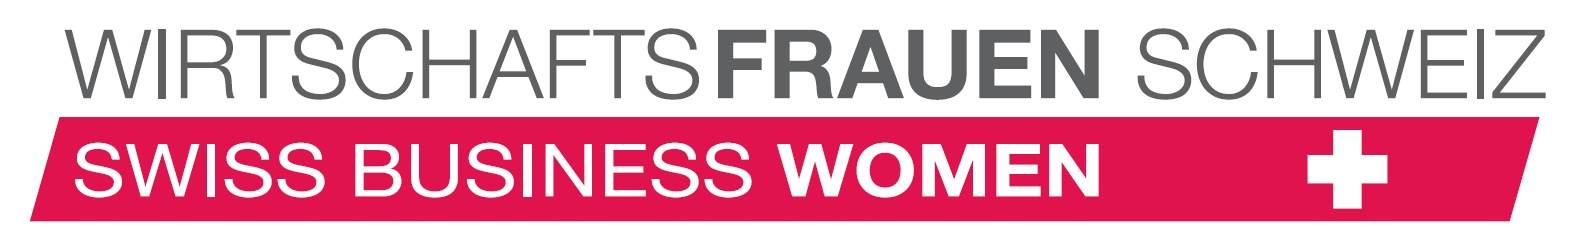 WIRTSCHAFTSFRAUEN SCHWEIZ
SWISS BUSINESS WOMEN